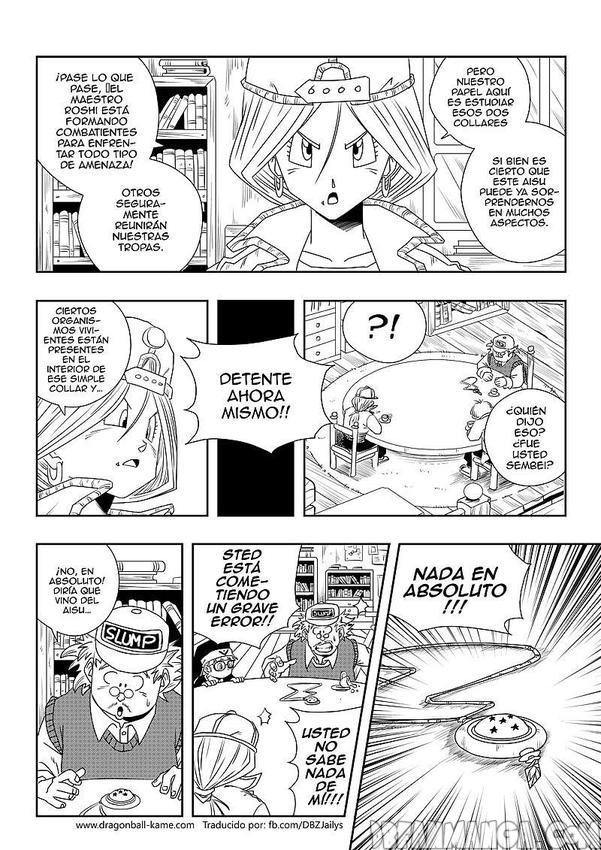 ¡PASE LO QUE
PASE, ¡EL
MAESTRO
ROSHI ESTÁ
FORMANDO
COMBATIENTES
PARA ENFREN-
TAR TODO TIPO
DE AMENAZA!
OTROS
SEGURA-
MENTE
REUNIRÁN
NUESTRAS
TROPAS.
PERO
NUESTRO
PAPEL AQUÍ
ES ESTUDIAR
ESOS DOS
COLLARES
SI BIEN ES
CIERTO QUE
ESTE AISU
PUEDE YA SOR-
PRENDERNOS
EN MUCHOS
ASPECTOS.
CIERTOS
ORGANIS-
MOS VIVI-
ENTES ESTÁN
PRESENTES
EN EL
INTERIOR DE
ESE SIMPLE
COLLAR Y...
DETENTE
AHORA
MISMO!!
?!
¿QUIÉN
DIJO ESO?
¿FUE
USTED
SEMBEI?
¡NO, EN
ABSOLUTO!
DIRÍA QUE
VINO DEL
AISU...
SLUMP
STED
ESTÁ
COME-
TIENDO
UN GRAVE
ERROR!!
USTED
NO SABE
NADA DE
MÍ!!!
NADA EN
ABSOLUTO
!!!
www.dragonball-kame.com Traducido por: fb.com/DBZJailys